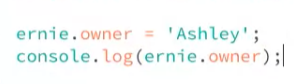 ernie.owner = 'Ashley';
console.log(ernie.owner);